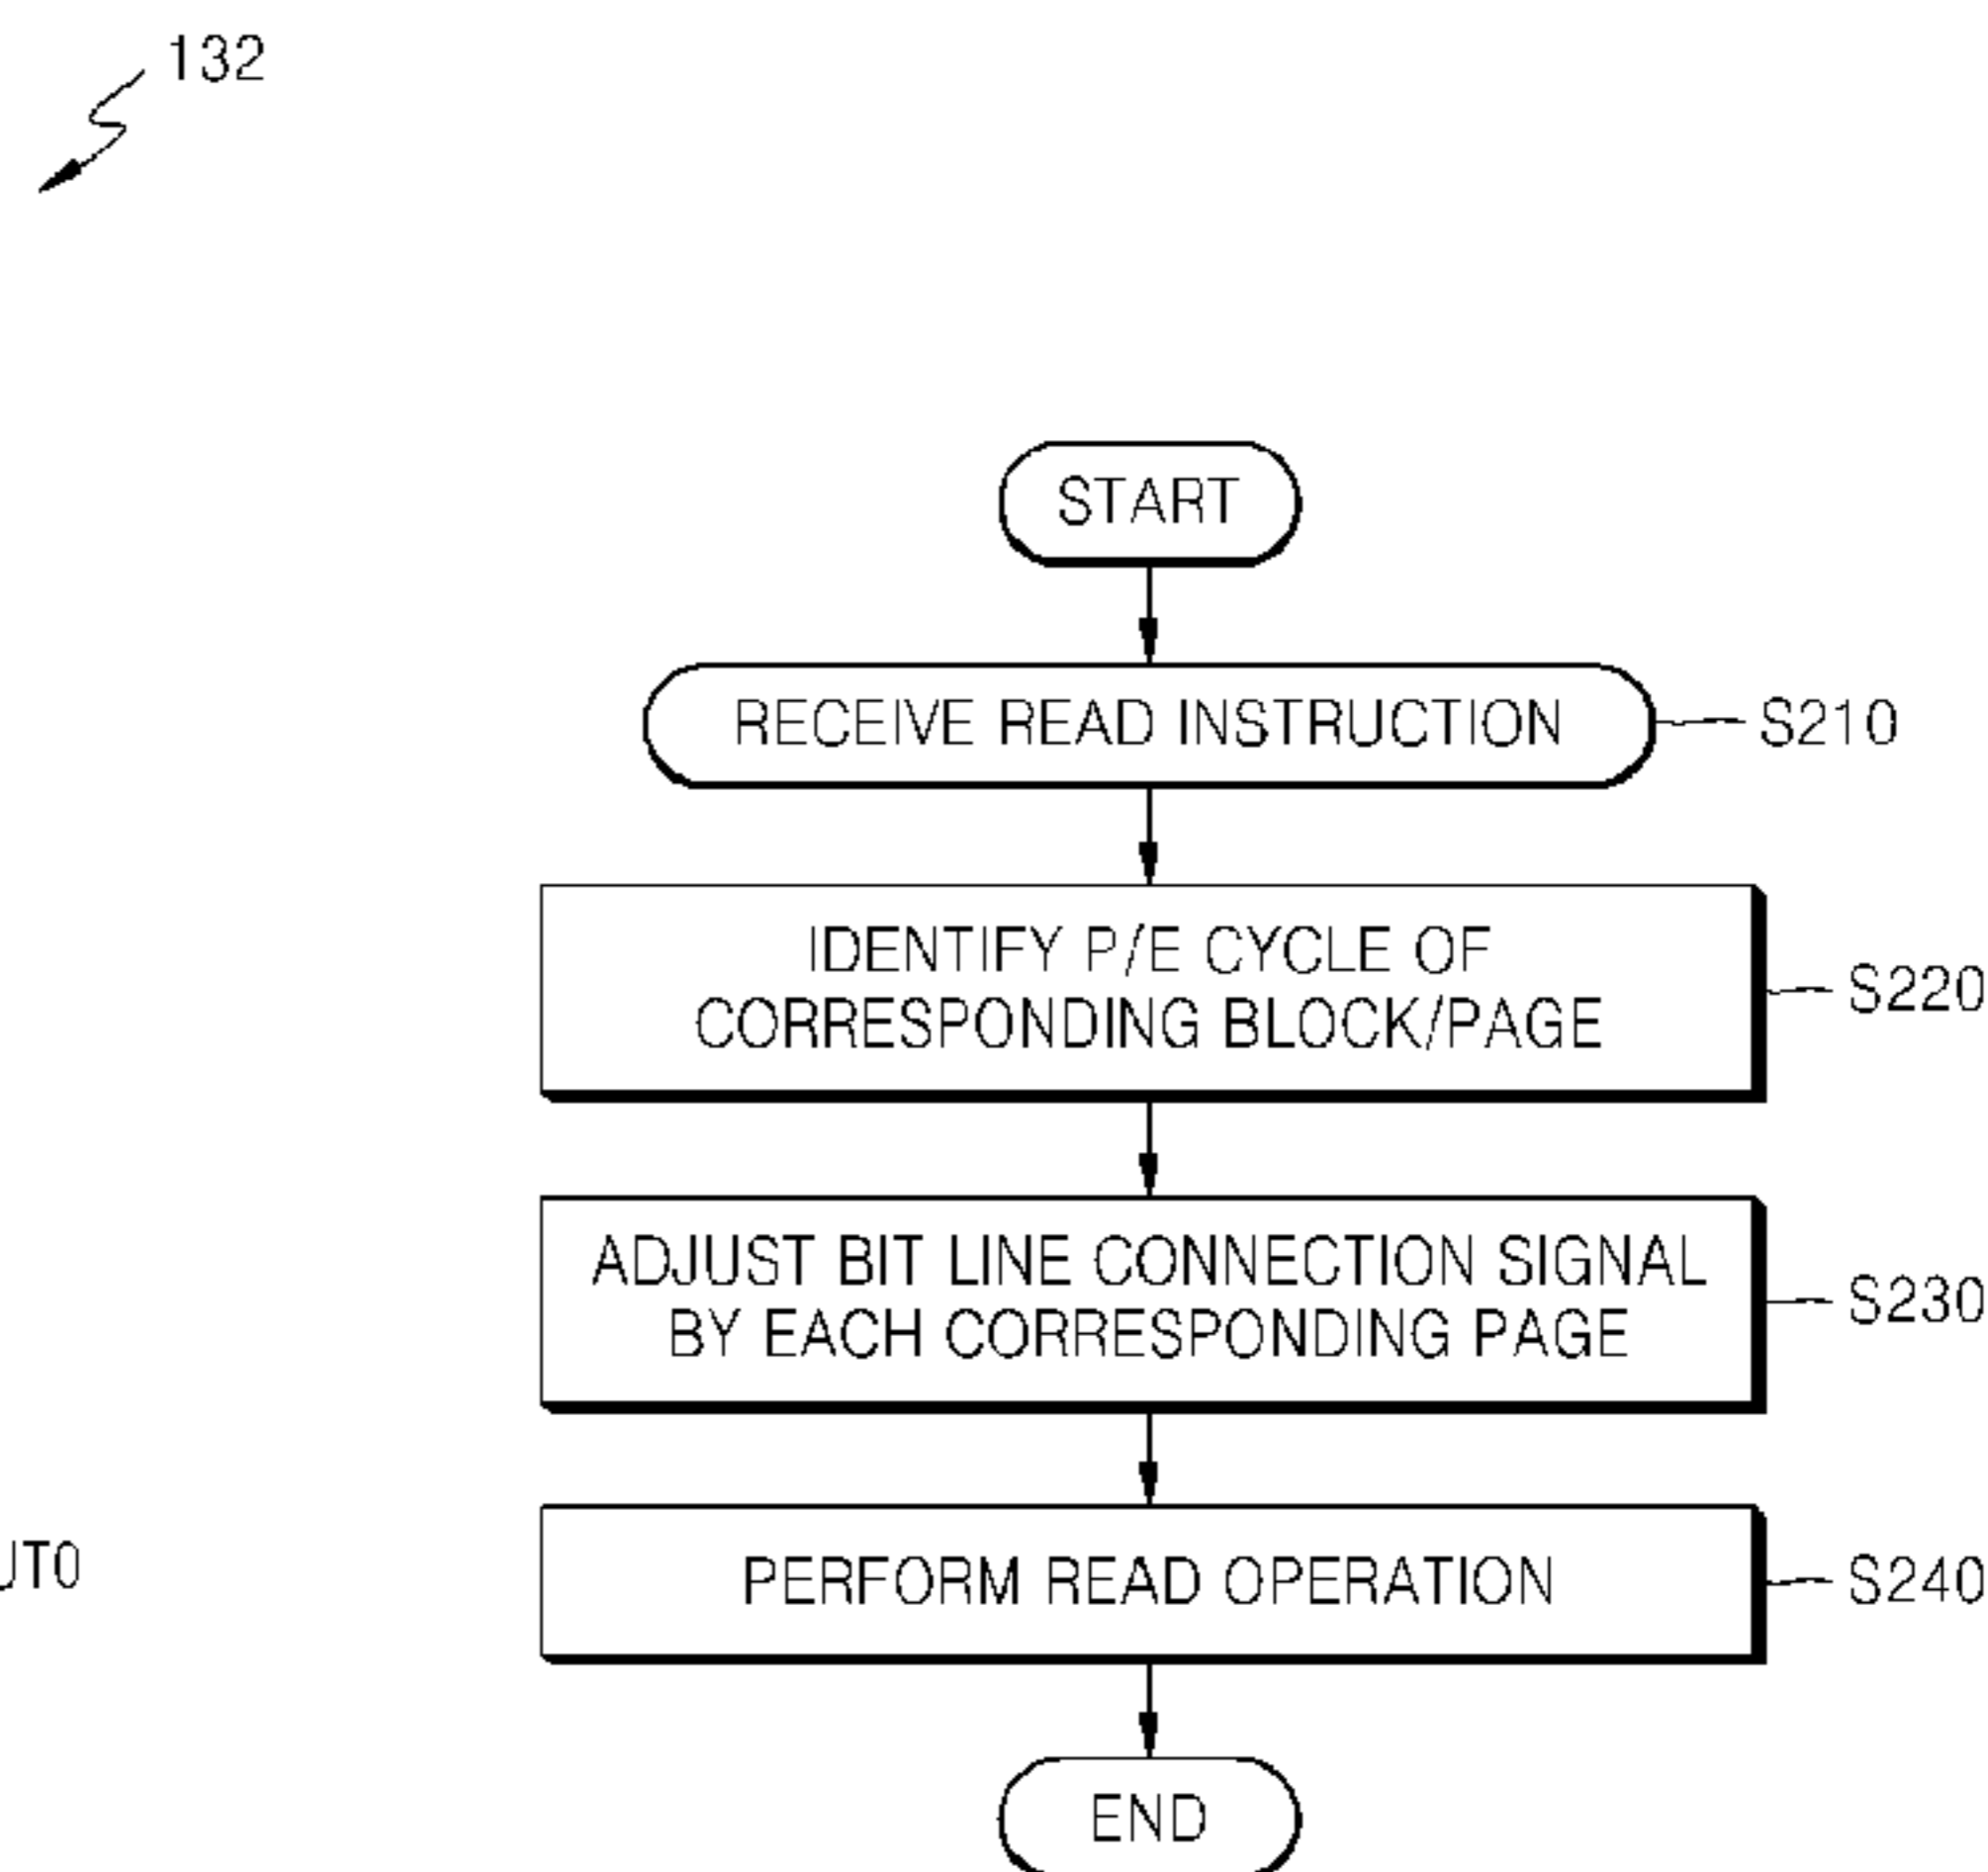 132
START
RECEIVE READ INSTRUCTION
S210
IDENTIFY P/E CYCLE OF
CORRESPONDING BLOCK/PAGE
S220
ADJUST BIT LINE CONNECTION SIGNAL
BY EACH CORRESPONDING PAGE
S230
PERFORM READ OPERATION
S240
END